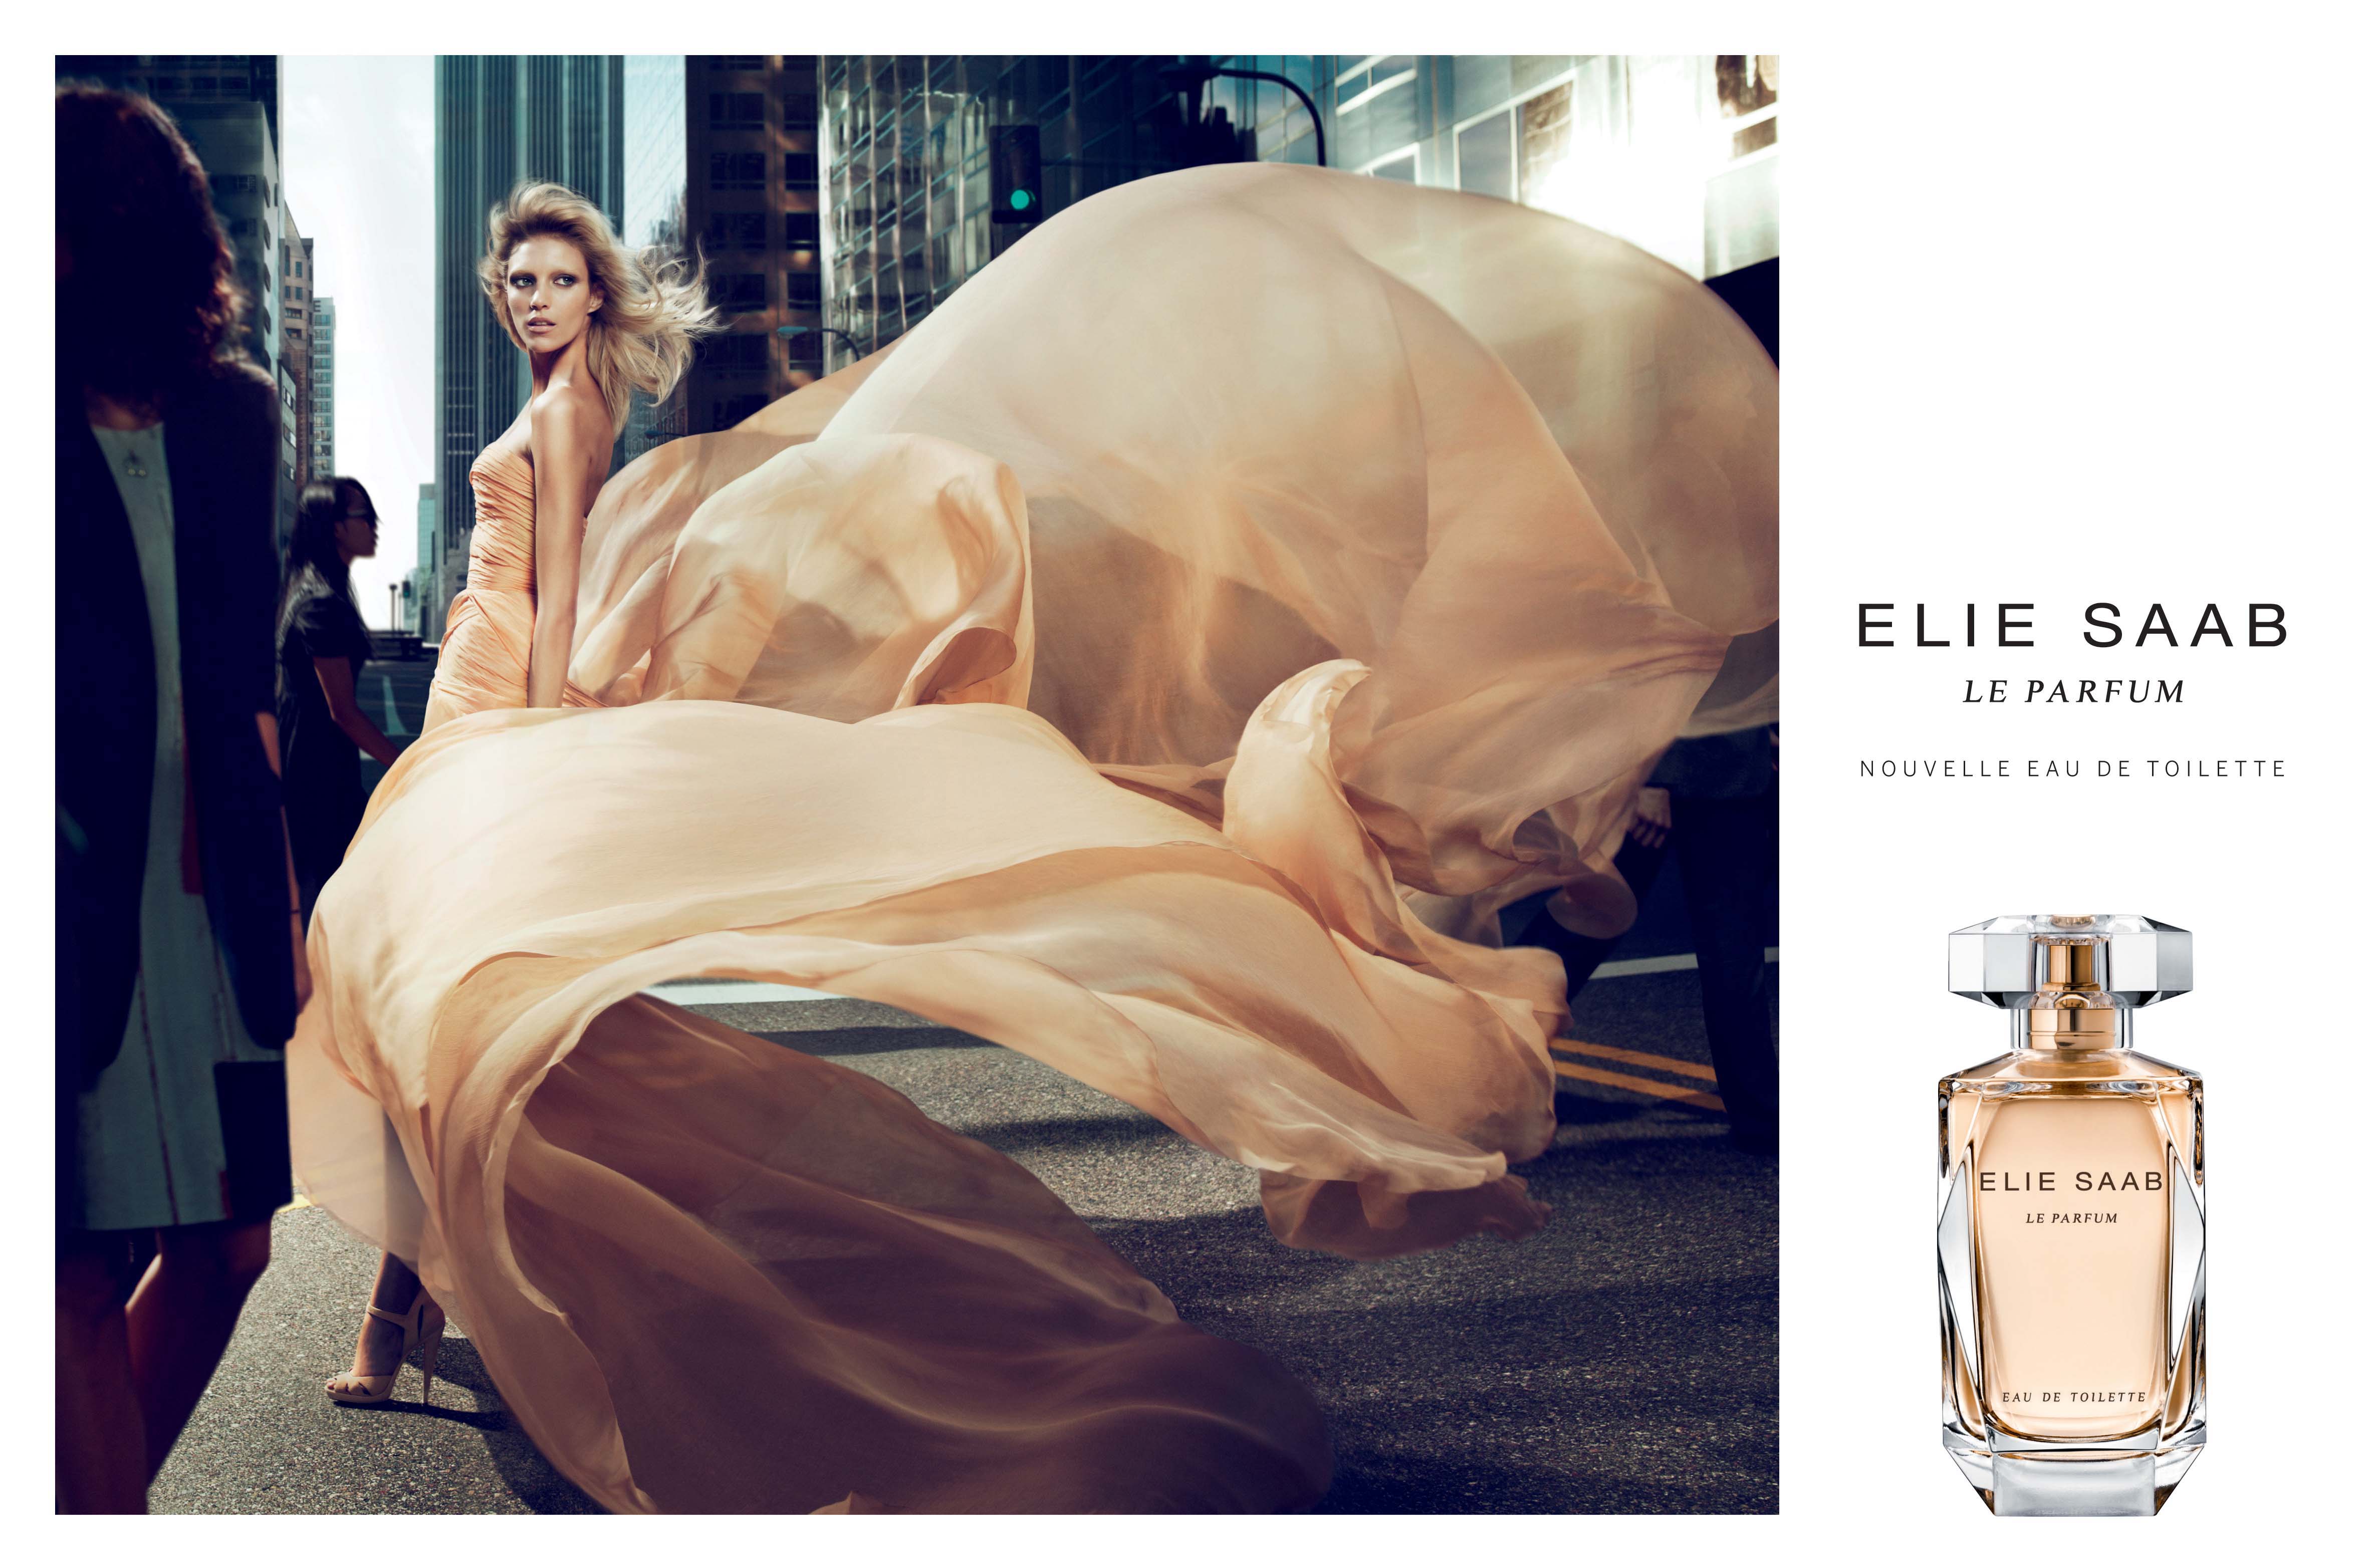 ELIE SAAB
LE PARFUM
NOUVELLE EAU DE TOILETTE
ELIE SAAB
LE PARFUM
EAU DE TOILETTE